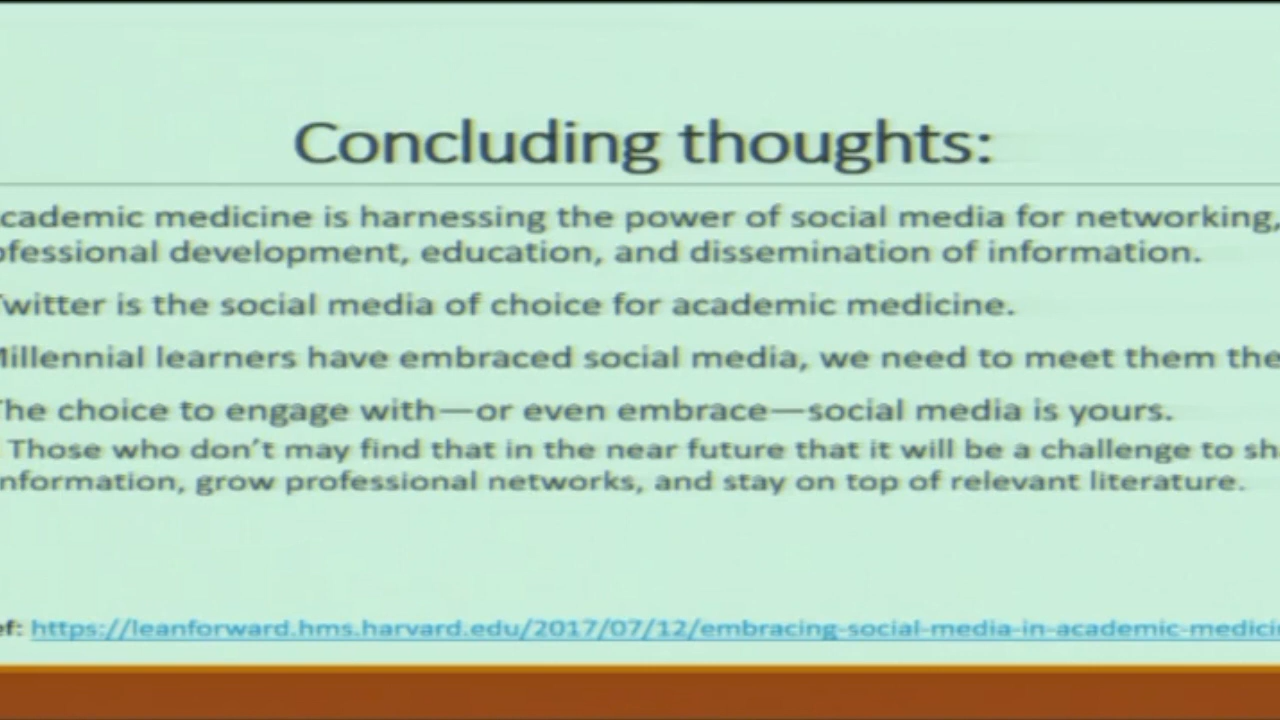 Concluding thoughts:
cademic medicine is harnessing the power of social media for networking,
ofessional development, education, and dissemination of information.
witter is the social media of choice for academic medicine.
Millennial learners have embraced social media, we need to meet them the
The choice to engage with—or even embrace—social media is yours.
Those who don't may find that in the near future that it will be a challenge to sh
nformation, grow professional networks, and stay on top of relevant literature.
ef: https://leanforward.hms.harvard.edu/2017/07/12/embracing-social-media-in-academic-medici